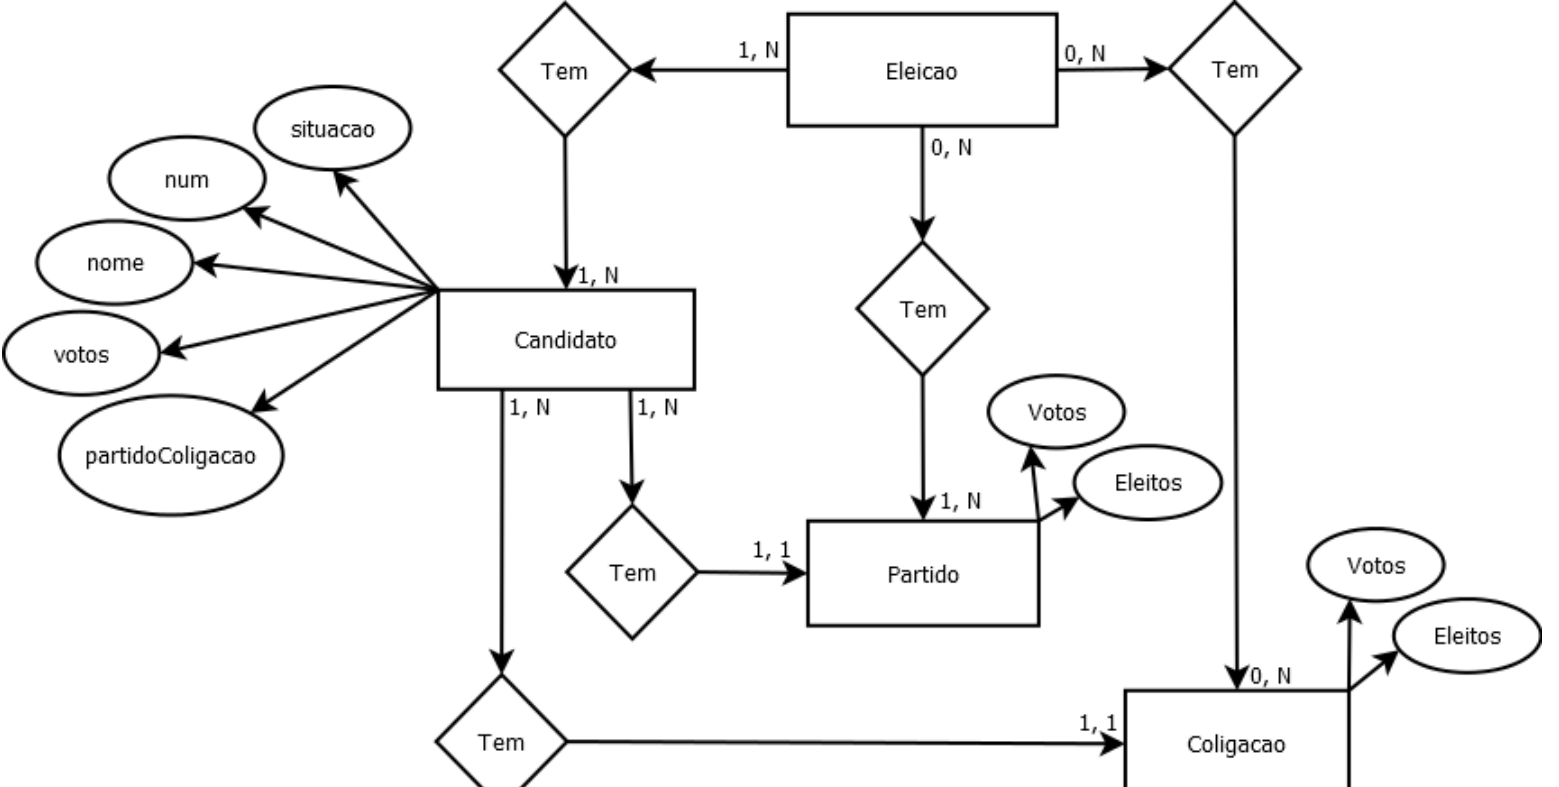 1, N
Eleicao
0, N
Tem
Tem
situacao
0, N
num
nome
1, N
Tem
Candidato
votos
1, N
1, N
Votos
partidoColigacao
Eleitos
1, N
1, 1
Votos
Tem
Partido
Eleitos
0, N
1, 1
Tem
Coligacao